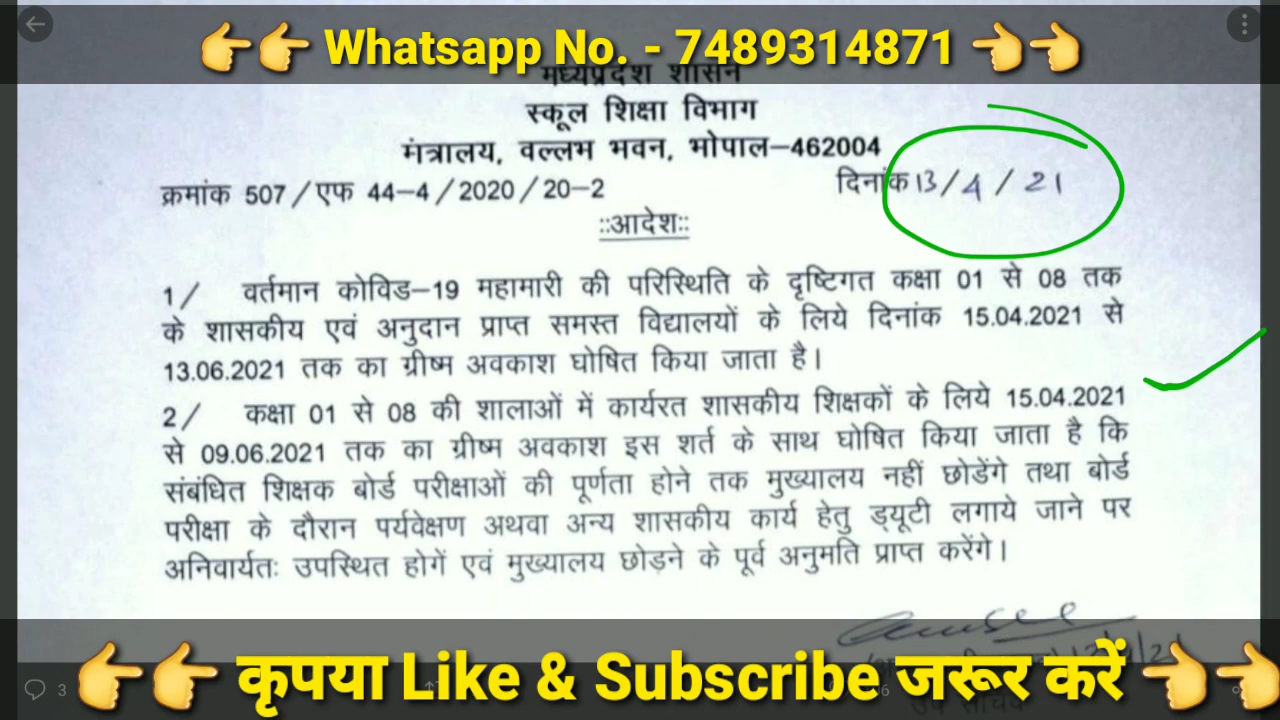 Whatsapp No. - 7489314871
मध्यप्रदेश शासन
स्कूल शिक्षा विभाग
मंत्रालय, वल्लभ भवन, भोपाल-462004
क्रमांक 507/एफ 44-4/2020/20-2 दिनांक 13/4/21
::आदेश::
1/ वर्तमान कोविड-19 महामारी की परिस्थिति के दृष्टिगत कक्षा 01 से 08 तक
के शासकीय एवं अनुदान प्राप्त समस्त विद्यालयों के लिये दिनांक 15.04.2021 से
13.06.2021 तक का ग्रीष्म अवकाश घोषित किया जाता है।
2/ कक्षा 01 से 08 की शालाओं में कार्यरत शासकीय शिक्षकों के लिये 15.04.2021
से 09.06.2021 तक का ग्रीष्म अवकाश इस शर्त के साथ घोषित किया जाता है कि
संबंधित शिक्षक बोर्ड परीक्षाओं की पूर्णता होने तक मुख्यालय नहीं छोडेंगे तथा बोर्ड
परीक्षा के दौरान पर्यवेक्षण अथवा अन्य शासकीय कार्य हेतु ड्यूटी लगाये जाने पर
अनिवार्यतः उपस्थित होगें एवं मुख्यालय छोड़ने के पूर्व अनुमति प्राप्त करेंगे।
3
कृपया Like & Subscribe जरूर करें
उप सचिव